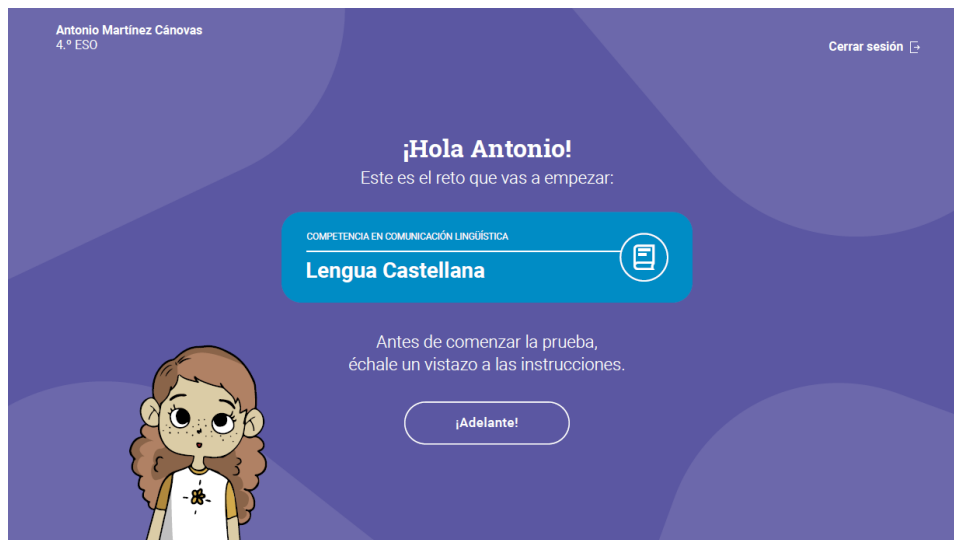 Antonio Martínez Cánovas
4.º ESO
Cerrar sesión
¡Hola Antonio!
Este es el reto que vas a empezar:
COMPETENCIA EN COMUNICACIÓN LINGÜÍSTICA
Lengua Castellana
Antes de comenzar la prueba,
échale un vistazo a las instrucciones.
¡Adelante!